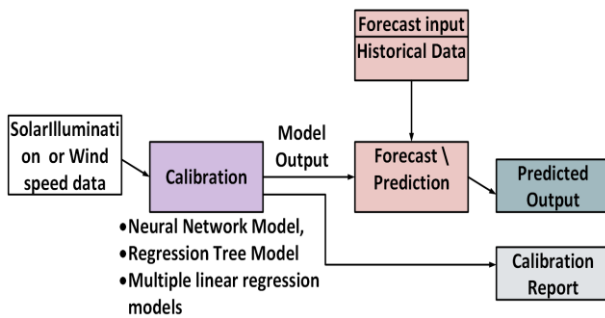 Forecast input
Historical Data
SolarIlluminati
on or Wind
speed data
Calibration
Model
Output
Forecast \
Prediction
Predicted
Output
•Neural Network Model,
•Regression Tree Model
•Multiple linear regression
models
Calibration
Report